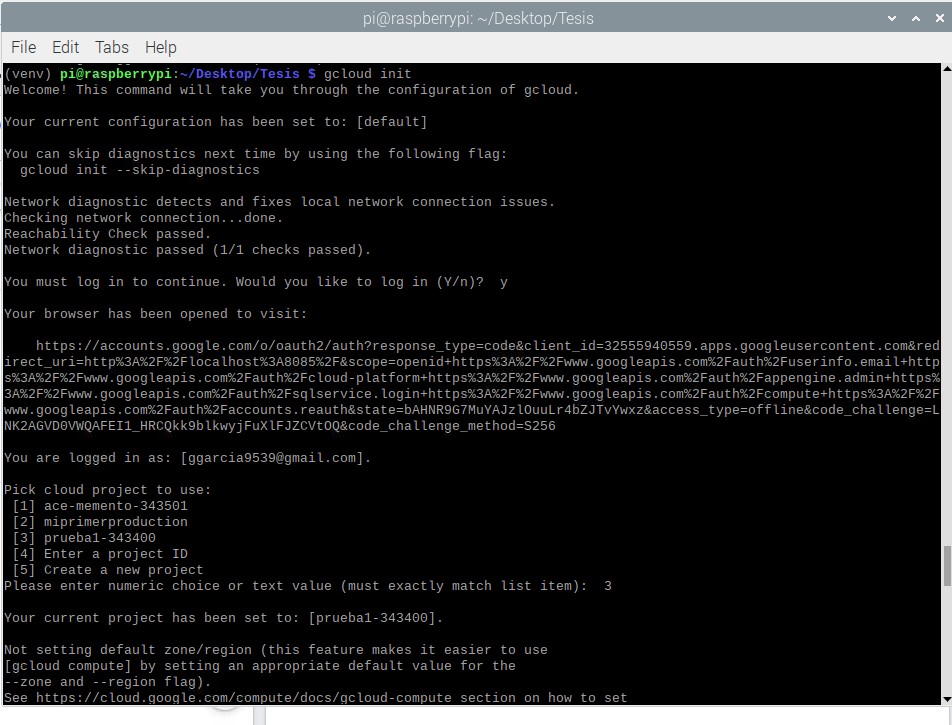 pi@raspberrypi: ~/Desktop/Tesis
File Edit Tabs Help
(venv) pi@raspberrypi:~/Desktop/Tesis $ gcloud init
Welcome! This command will take you through the configuration of gcloud.
Your current configuration has been set to: [default]
You can skip diagnostics next time by using the following flag:
gcloud init --skip-diagnostics
Network diagnostic detects and fixes local network connection issues.
Checking network connection...done.
Reachability Check passed.
Network diagnostic passed (1/1 checks passed).
You must log in to continue. Would you like to log in (Y/n)?  y
Your browser has been opened to visit:
https://accounts.google.com/o/oauth2/auth?response_type=code&client_id=32555940559.apps.googleusercontent.com&red
irect_uri=http%3A%2F%2Flocalhost%3A8085%2F&scope=openid+https%3A%2F%2Fwww.googleapis.com%2Fauth%2Fuserinfo.email+http
s%3A%2F%2Fwww.googleapis.com%2Fauth%2Fcloud-platform+https%3A%2F%2Fwww.googleapis.com%2Fauth%2Fappengine.admin+https%
3A%2F%2Fwww.googleapis.com%2Fauth%2Fsqlservice.login+https%3A%2F%2Fwww.googleapis.com%2Fauth%2Fcompute+https%3A%2F%2F
www.googleapis.com%2Fauth%2Faccounts.reauth&state=bAHNR9G7MuYAJzlOuuLr4bZJTvYwxz&access_type=offline&code_challenge=L
NK2AGVD0VWQAFEI1_HRCQkk9blkwyjFuXlFJZCVtOQ&code_challenge_method=S256
You are logged in as: [ggarcia9539@gmail.com].
Pick cloud project to use:
[1] ace-memento-343501
[2] miprimerproduction
[3] prueba1-343400
[4] Enter a project ID
[5] Create a new project
Please enter numeric choice or text value (must exactly match list item):  3
Your current project has been set to: [prueba1-343400].
Not setting default zone/region (this feature makes it easier to use
[gcloud compute] by setting an appropriate default value for the
--zone and --region flag).
See https://cloud.google.com/compute/docs/gcloud-compute section on how to set